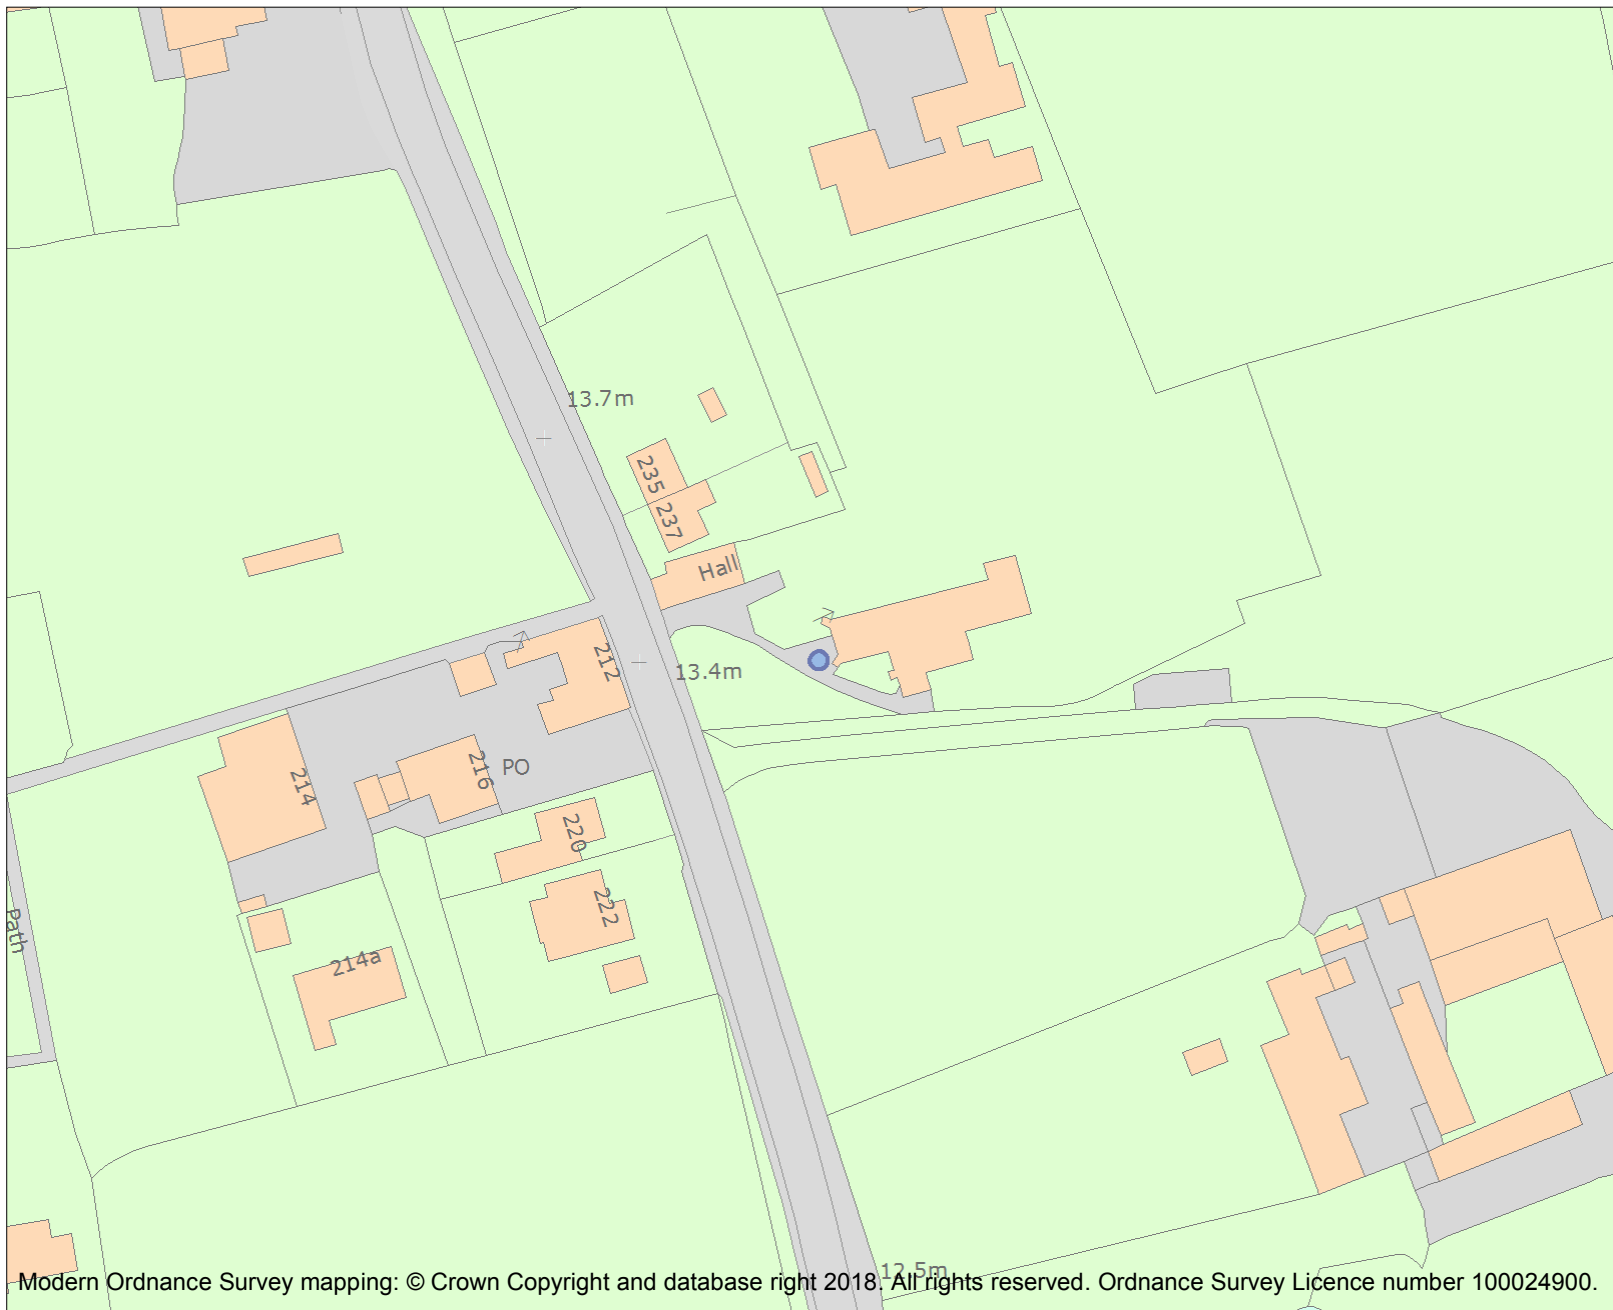 13.7m
235
237
Hall
212
13.4m
214
216
PO
220
222
Path
214a
12.5m
Modern Ordnance Survey mapping: © Crown Copyright and database right 2018. All rights reserved. Ordnance Survey Licence number 100024900.